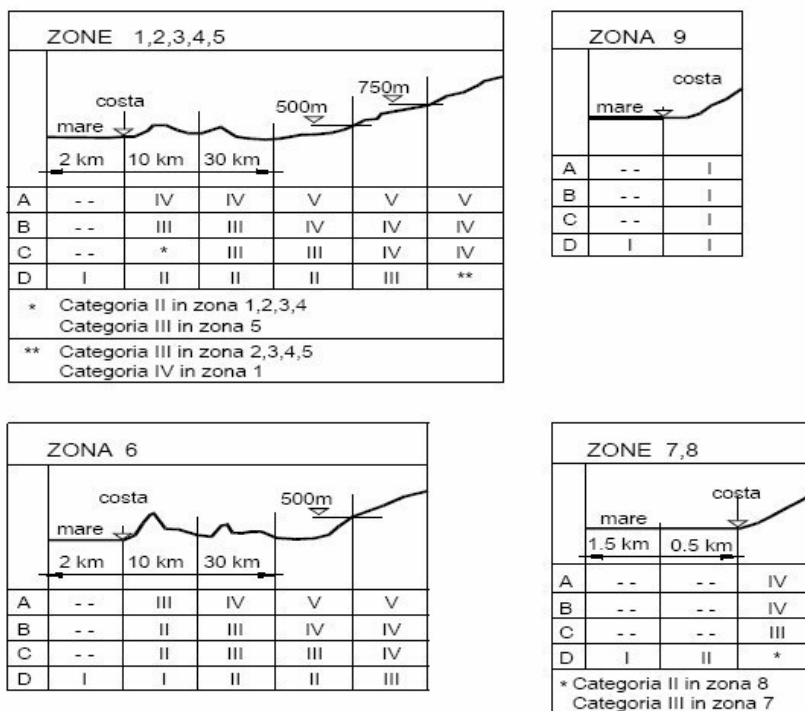 ZONE 1,2,3,4,5
costa
mare
500m
750m
2 km 10 km 30 km
A - - IV IV V V V
B - - III III IV IV IV
C - - * III III IV IV
D I II II II III **
* Categoria II in zona 1,2,3,4
Categoria III in zona 5
** Categoria III in zona 2,3,4,5
Categoria IV in zona 1
ZONA 9
costa
mare
A - - I
B - - I
C - - I
D I I
ZONA 6
costa
mare
500m
2 km 10 km 30 km
A - - III IV V V
B - - II III IV IV
C - - II III III IV
D I I II II III
ZONE 7,8
costa
mare
1.5 km 0.5 km
A - - - - IV
B - - - - IV
C - - - - III
D I II *
* Categoria II in zona 8
Categoria III in zona 7